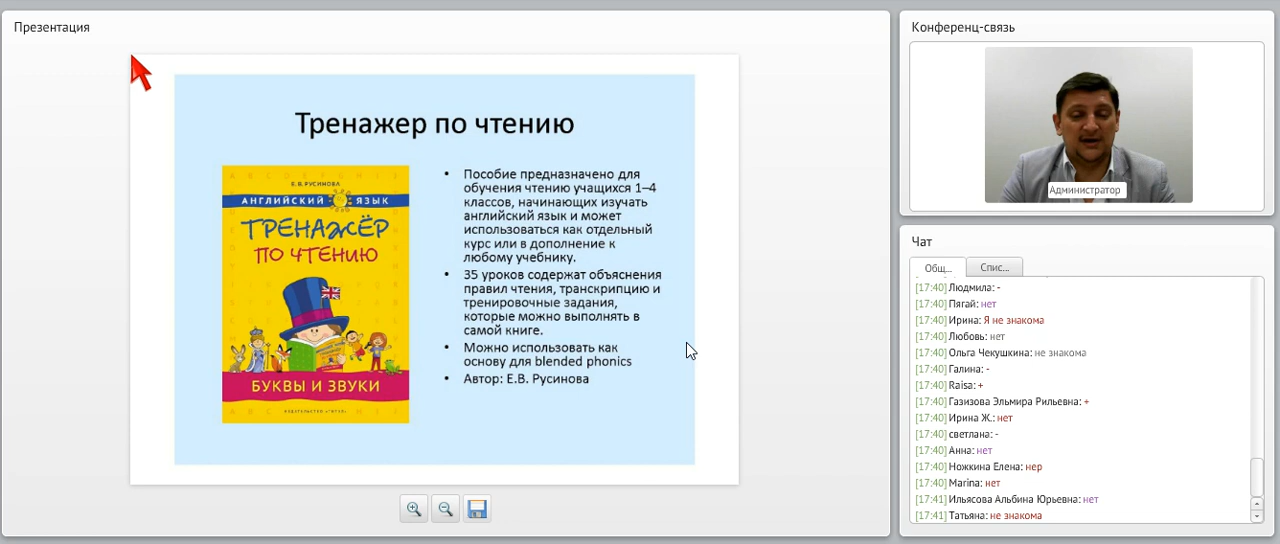 Презентация
Тренажер по чтению
Е. В. РУСИНОВА
АНГЛИЙСКИЙ ЯЗЫК
ТРЕНАЖЁР
ПО ЧТЕНИЮ
БУКВЫ И ЗВУКИ
• Пособие предназначено для
обучения чтению учащихся 1–4
классов, начинающих изучать
английский язык и может
использоваться как отдельный
курс или в дополнение к
любому учебнику.
• 35 уроков содержат объяснения
правил чтения, транскрипцию и
тренировочные задания,
которые можно выполнять в
самой книге.
• Можно использовать как
основу для blended phonics
• Автор: Е.В. Русинова
Конференц-связь
Администратор
Чат
Общ... Спис...
[17:40] Людмила: -
[17:40] Пягай: нет
[17:40] Ирина: Я не знакома
[17:40] Любовь: нет
[17:40] Ольга Чекушкина: не знакома
[17:40] Галина: -
[17:40] Raisa: +
[17:40] Газизова Эльмира Рильевна: +
[17:40] Ирина Ж.: нет
[17:40] светлана: -
[17:40] Анна: нет
[17:40] Ножкина Елена: нер
[17:40] Marina: нет
[17:41] Ильясова Альбина Юрьевна: нет
[17:41] Татьяна: не знакома